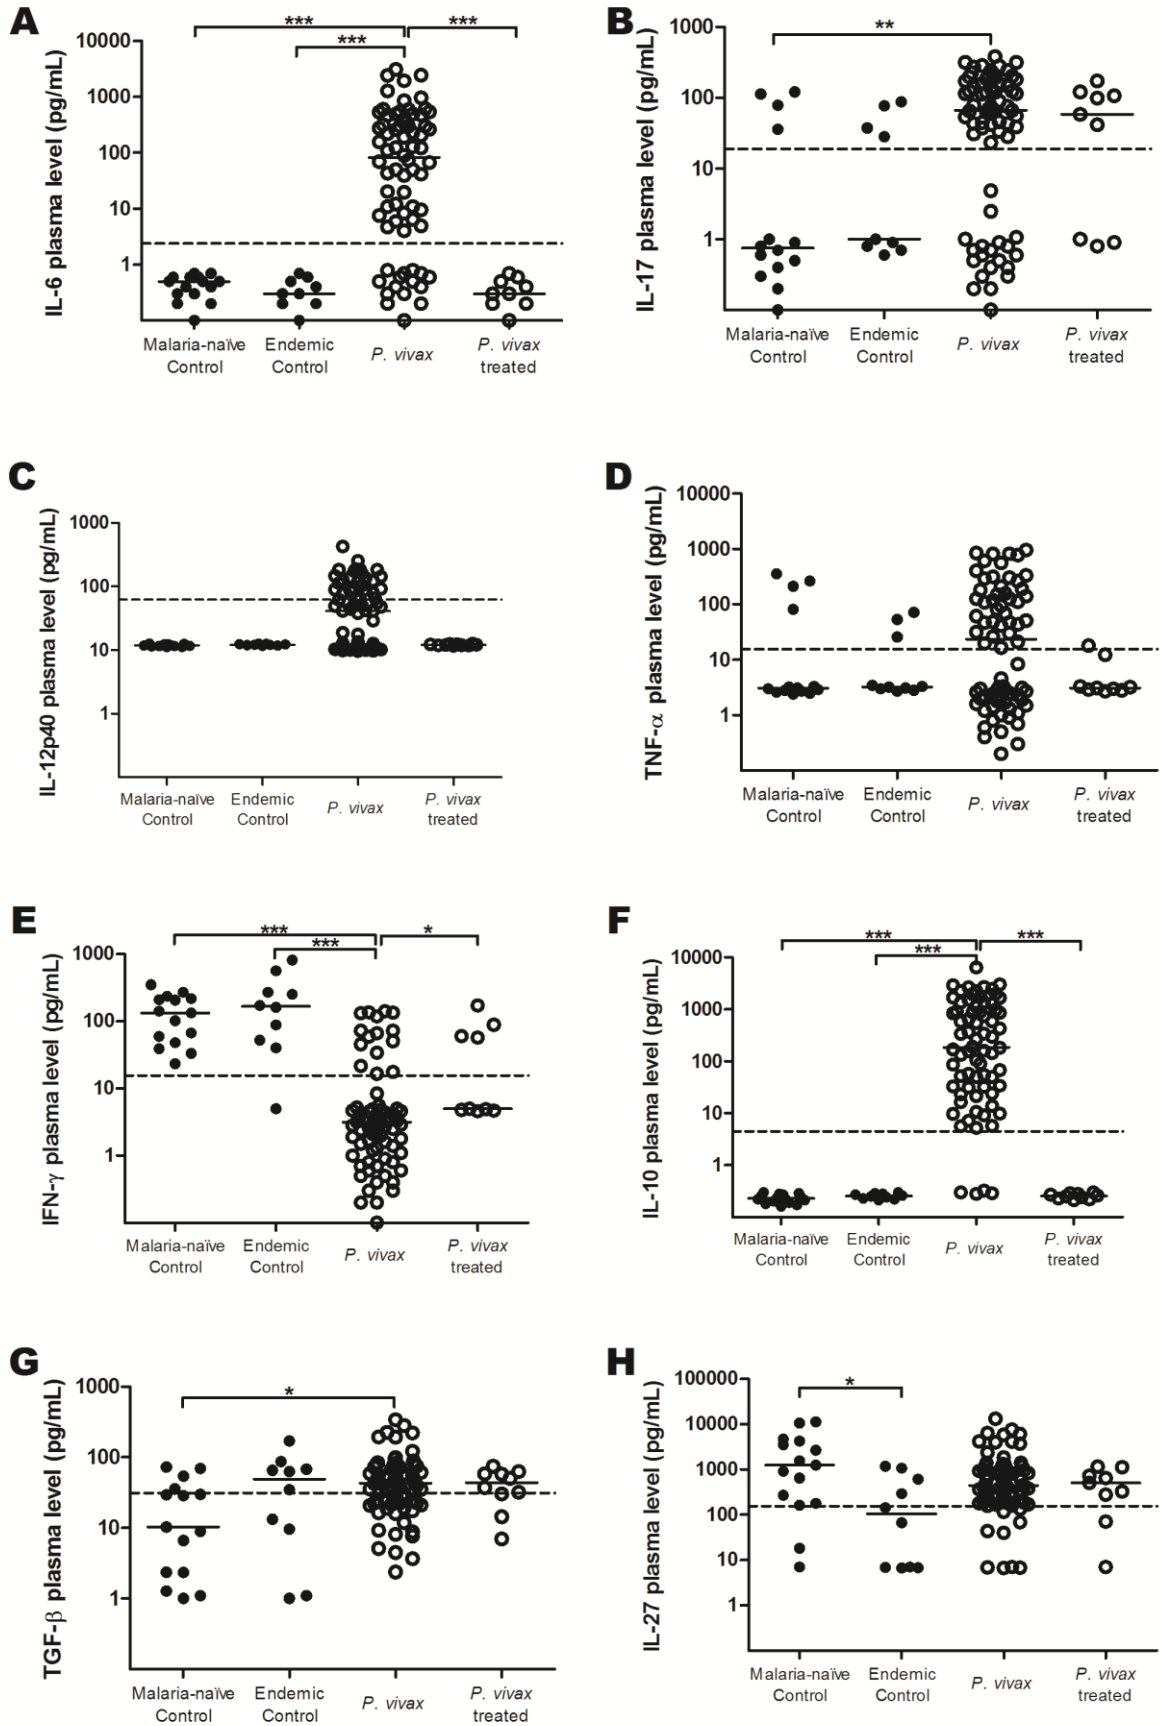 A
IL-6 plasma level (pg/mL)
10000
1000
100
10
1
***
***
***
Malaria-naïve
Control
Endemic
Control
P. vivax
P. vivax
treated
B
IL-17 plasma level (pg/mL)
1000
100
10
1
**
Malaria-naïve
Control
Endemic
Control
P. vivax
P. vivax
treated
C
IL-12p40 plasma level (pg/mL)
1000
100
10
1
Malaria-naïve
Control
Endemic
Control
P. vivax
P. vivax
treated
D
TNF-α plasma level (pg/mL)
10000
1000
100
10
1
Malaria-naïve
Control
Endemic
Control
P. vivax
P. vivax
treated
E
IFN-γ plasma level (pg/mL)
1000
100
10
1
***
***
*
Malaria-naïve
Control
Endemic
Control
P. vivax
P. vivax
treated
F
IL-10 plasma level (pg/mL)
10000
1000
100
10
1
***
***
***
Malaria-naïve
Control
Endemic
Control
P. vivax
P. vivax
treated
G
TGF-β plasma level (pg/mL)
1000
100
10
1
*
Malaria-naïve
Control
Endemic
Control
P. vivax
P. vivax
treated
H
IL-27 plasma level (pg/mL)
100000
10000
1000
100
10
1
*
Malaria-naïve
Control
Endemic
Control
P. vivax
P. vivax
treated